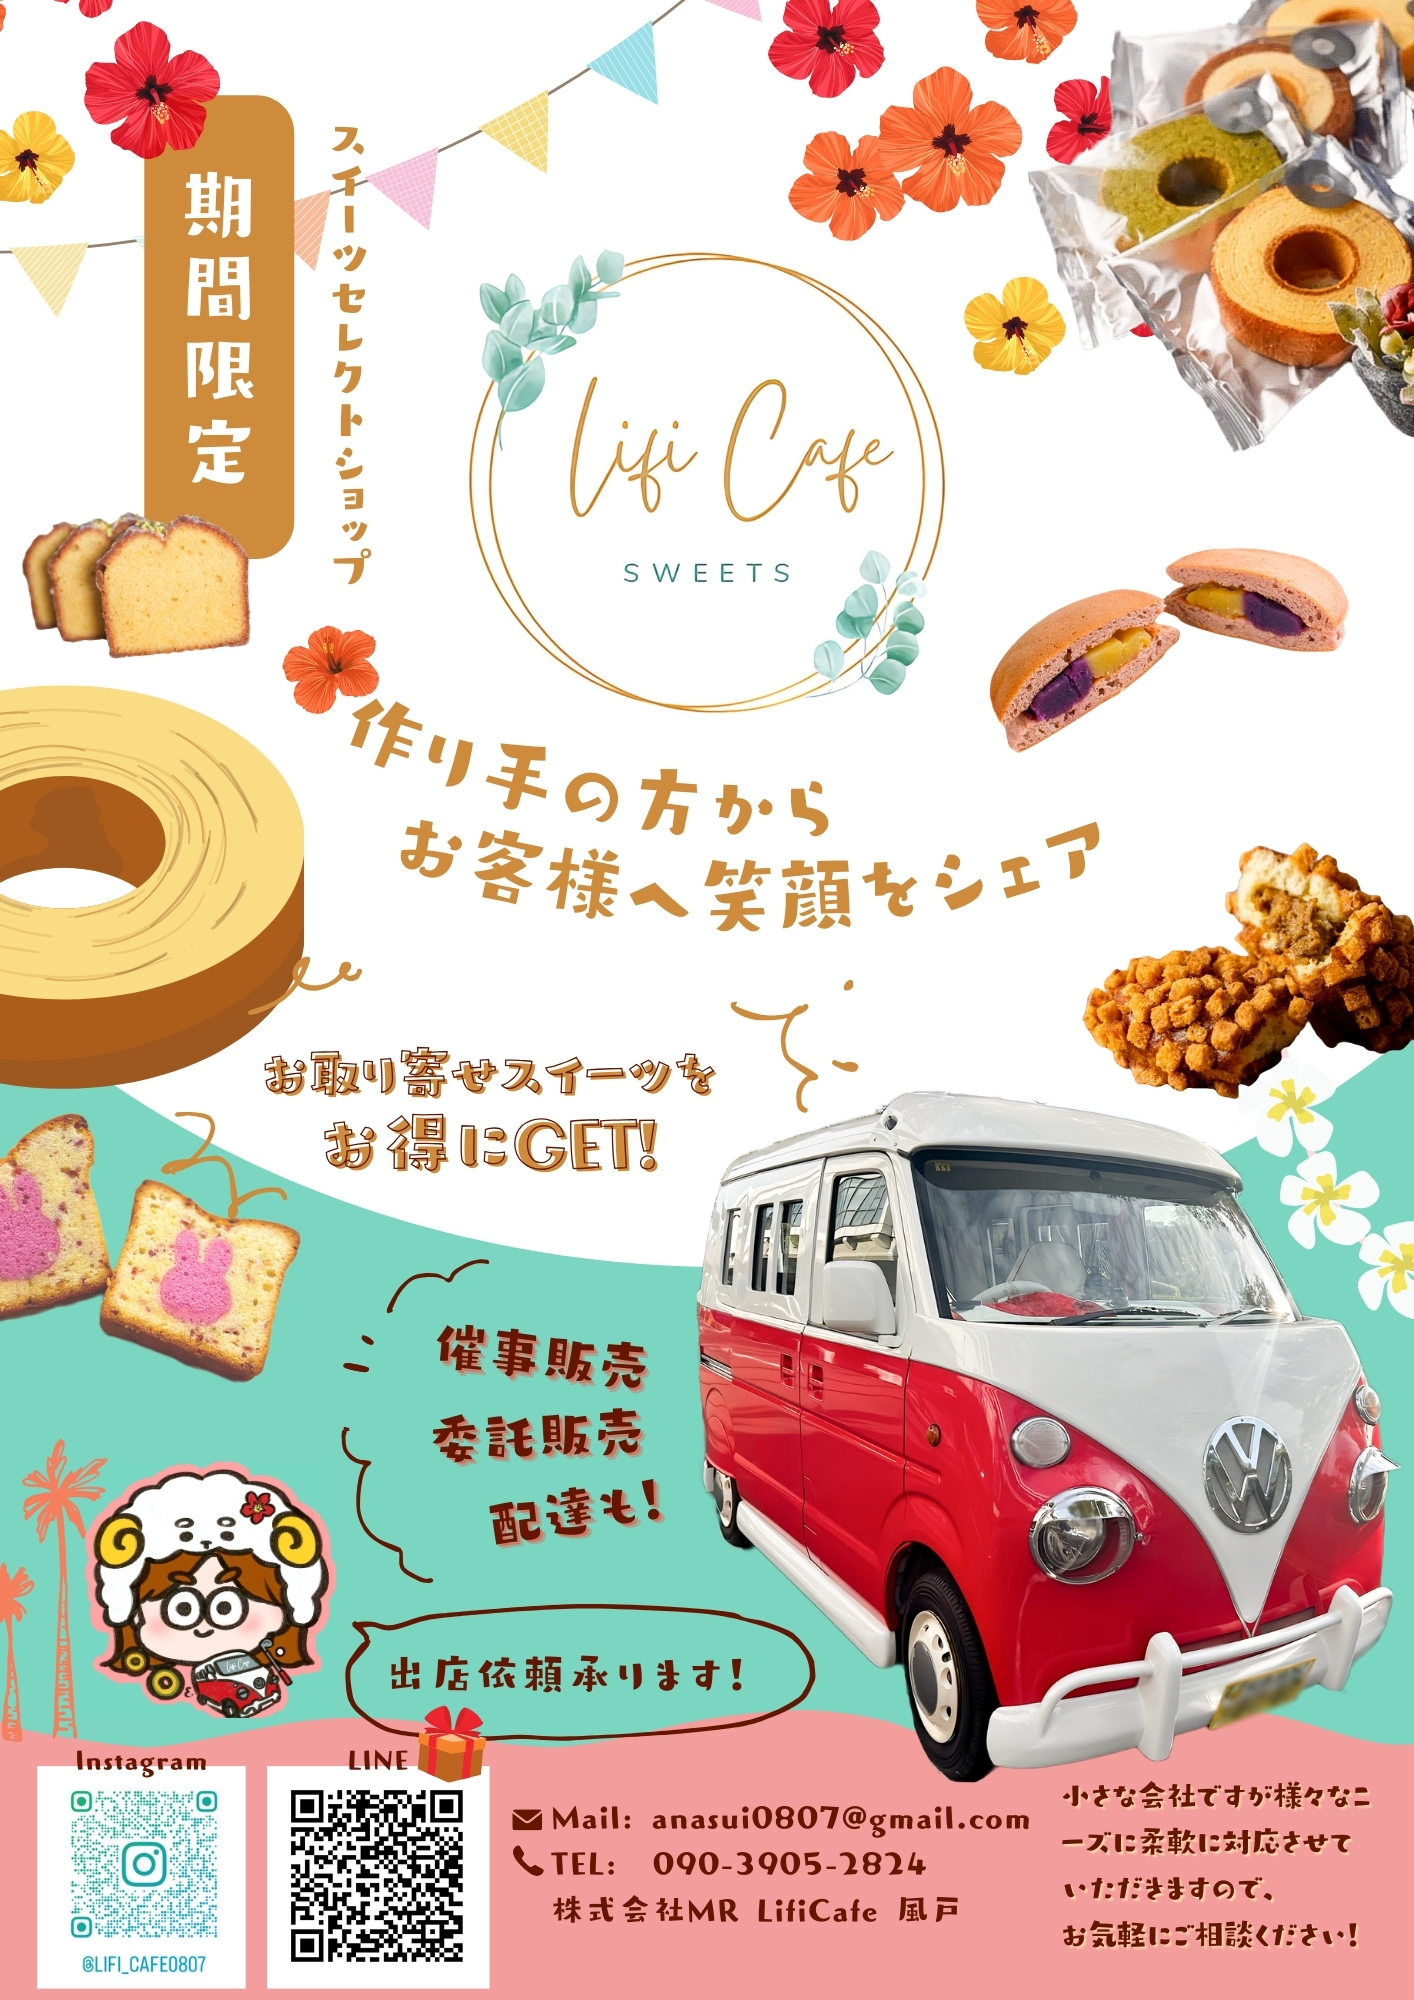 期間限定
スイーツセレクトショップ
Lifi Cafe
SWEETS
作り手の方から
お客様へ笑顔をシェア
お取り寄せスイーツを
お得にGET!
催事販売
委託販売
配達も!
出店依頼承ります!
Instagram
@LIFI_CAFE0807
LINE
Mail: anasui0807@gmail.com
TEL: 090-3905-2824
株式会社MR LifiCafe 風戸
小さな会社ですが様々なニ
ーズに柔軟に対応させて
いただきますので、
お気軽にご相談ください!